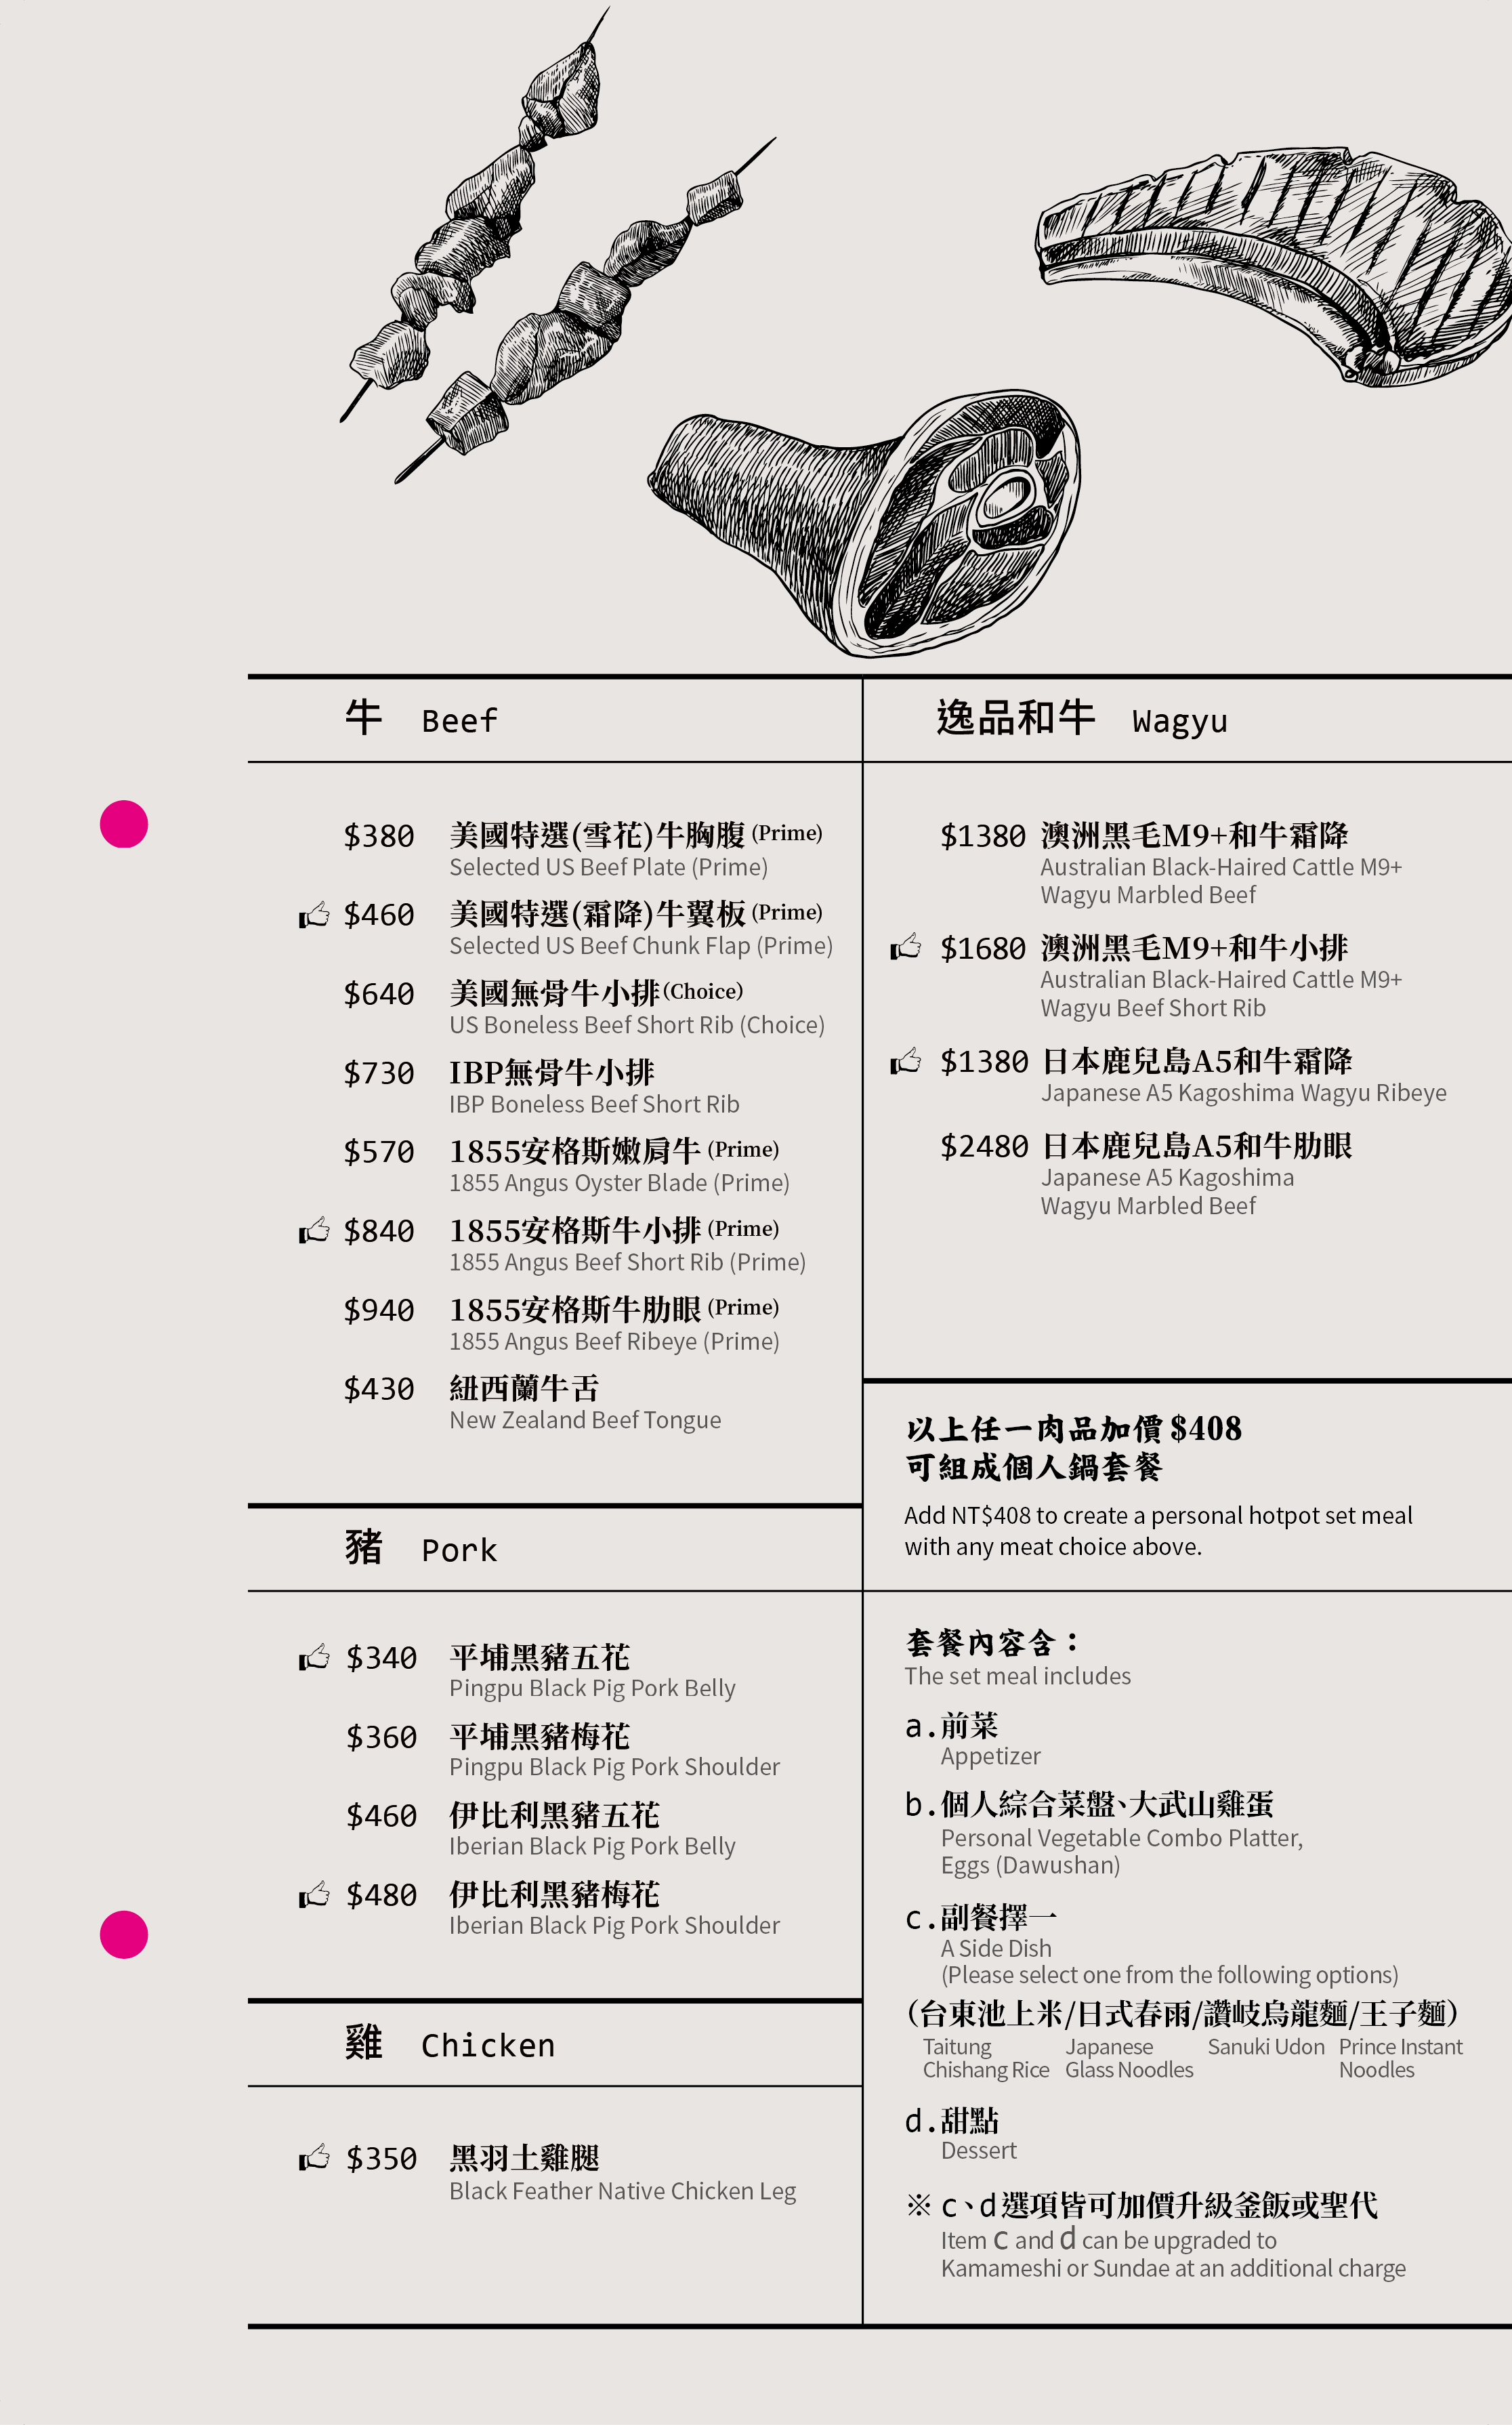 牛 Beef
$380 美國特選(雪花)牛胸腹 (Prime)
Selected US Beef Plate (Prime)
$460 美國特選(霜降)牛翼板 (Prime)
Selected US Beef Chunk Flap (Prime)
$640 美國無骨牛小排(Choice)
US Boneless Beef Short Rib (Choice)
$730 IBP無骨牛小排
IBP Boneless Beef Short Rib
$570 1855安格斯嫩肩牛 (Prime)
1855 Angus Oyster Blade (Prime)
$840 1855安格斯牛小排 (Prime)
1855 Angus Beef Short Rib (Prime)
$940 1855安格斯牛肋眼 (Prime)
1855 Angus Beef Ribeye (Prime)
$430 紐西蘭牛舌
New Zealand Beef Tongue
豬 Pork
$340 平埔黑豬五花
Pingpu Black Pig Pork Belly
$360 平埔黑豬梅花
Pingpu Black Pig Pork Shoulder
$460 伊比利黑豬五花
Iberian Black Pig Pork Belly
$480 伊比利黑豬梅花
Iberian Black Pig Pork Shoulder
雞 Chicken
$350 黑羽土雞腿
Black Feather Native Chicken Leg
逸品和牛 Wagyu
$1380 澳洲黑毛M9+和牛霜降
Australian Black-Haired Cattle M9+
Wagyu Marbled Beef
$1680 澳洲黑毛M9+和牛小排
Australian Black-Haired Cattle M9+
Wagyu Beef Short Rib
$1380 日本鹿兒島A5和牛霜降
Japanese A5 Kagoshima Wagyu Ribeye
$2480 日本鹿兒島A5和牛肋眼
Japanese A5 Kagoshima
Wagyu Marbled Beef
以上任一肉品加價$408
可組成個人鍋套餐
Add NT$408 to create a personal hotpot set meal
with any meat choice above.
套餐內容含：
The set meal includes
a.前菜
Appetizer
b.個人綜合菜盤、大武山雞蛋
Personal Vegetable Combo Platter,
Eggs (Dawushan)
c.副餐擇一
A Side Dish
(Please select one from the following options)
(台東池上米/日式春雨/讚岐烏龍麵/王子麵)
Taitung Japanese Sanuki Udon Prince Instant
Chishang Rice Glass Noodles Noodles
d.甜點
Dessert
※ c、d選項皆可加價升級釜飯或聖代
Item c and d can be upgraded to
Kamameshi or Sundae at an additional charge